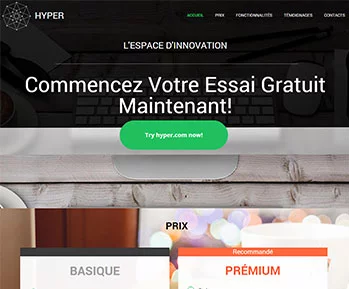 HYPER
ACCUEIL PRIX FONCTIONNALITÉS TÉMOIGNAGES CONTACTS
L'ESPACE D'INNOVATION
Commencez Votre Essai Gratuit
Maintenant!
Try hyper.com now!
PRIX
Recommandé
BASIQUE PRÉMIUM